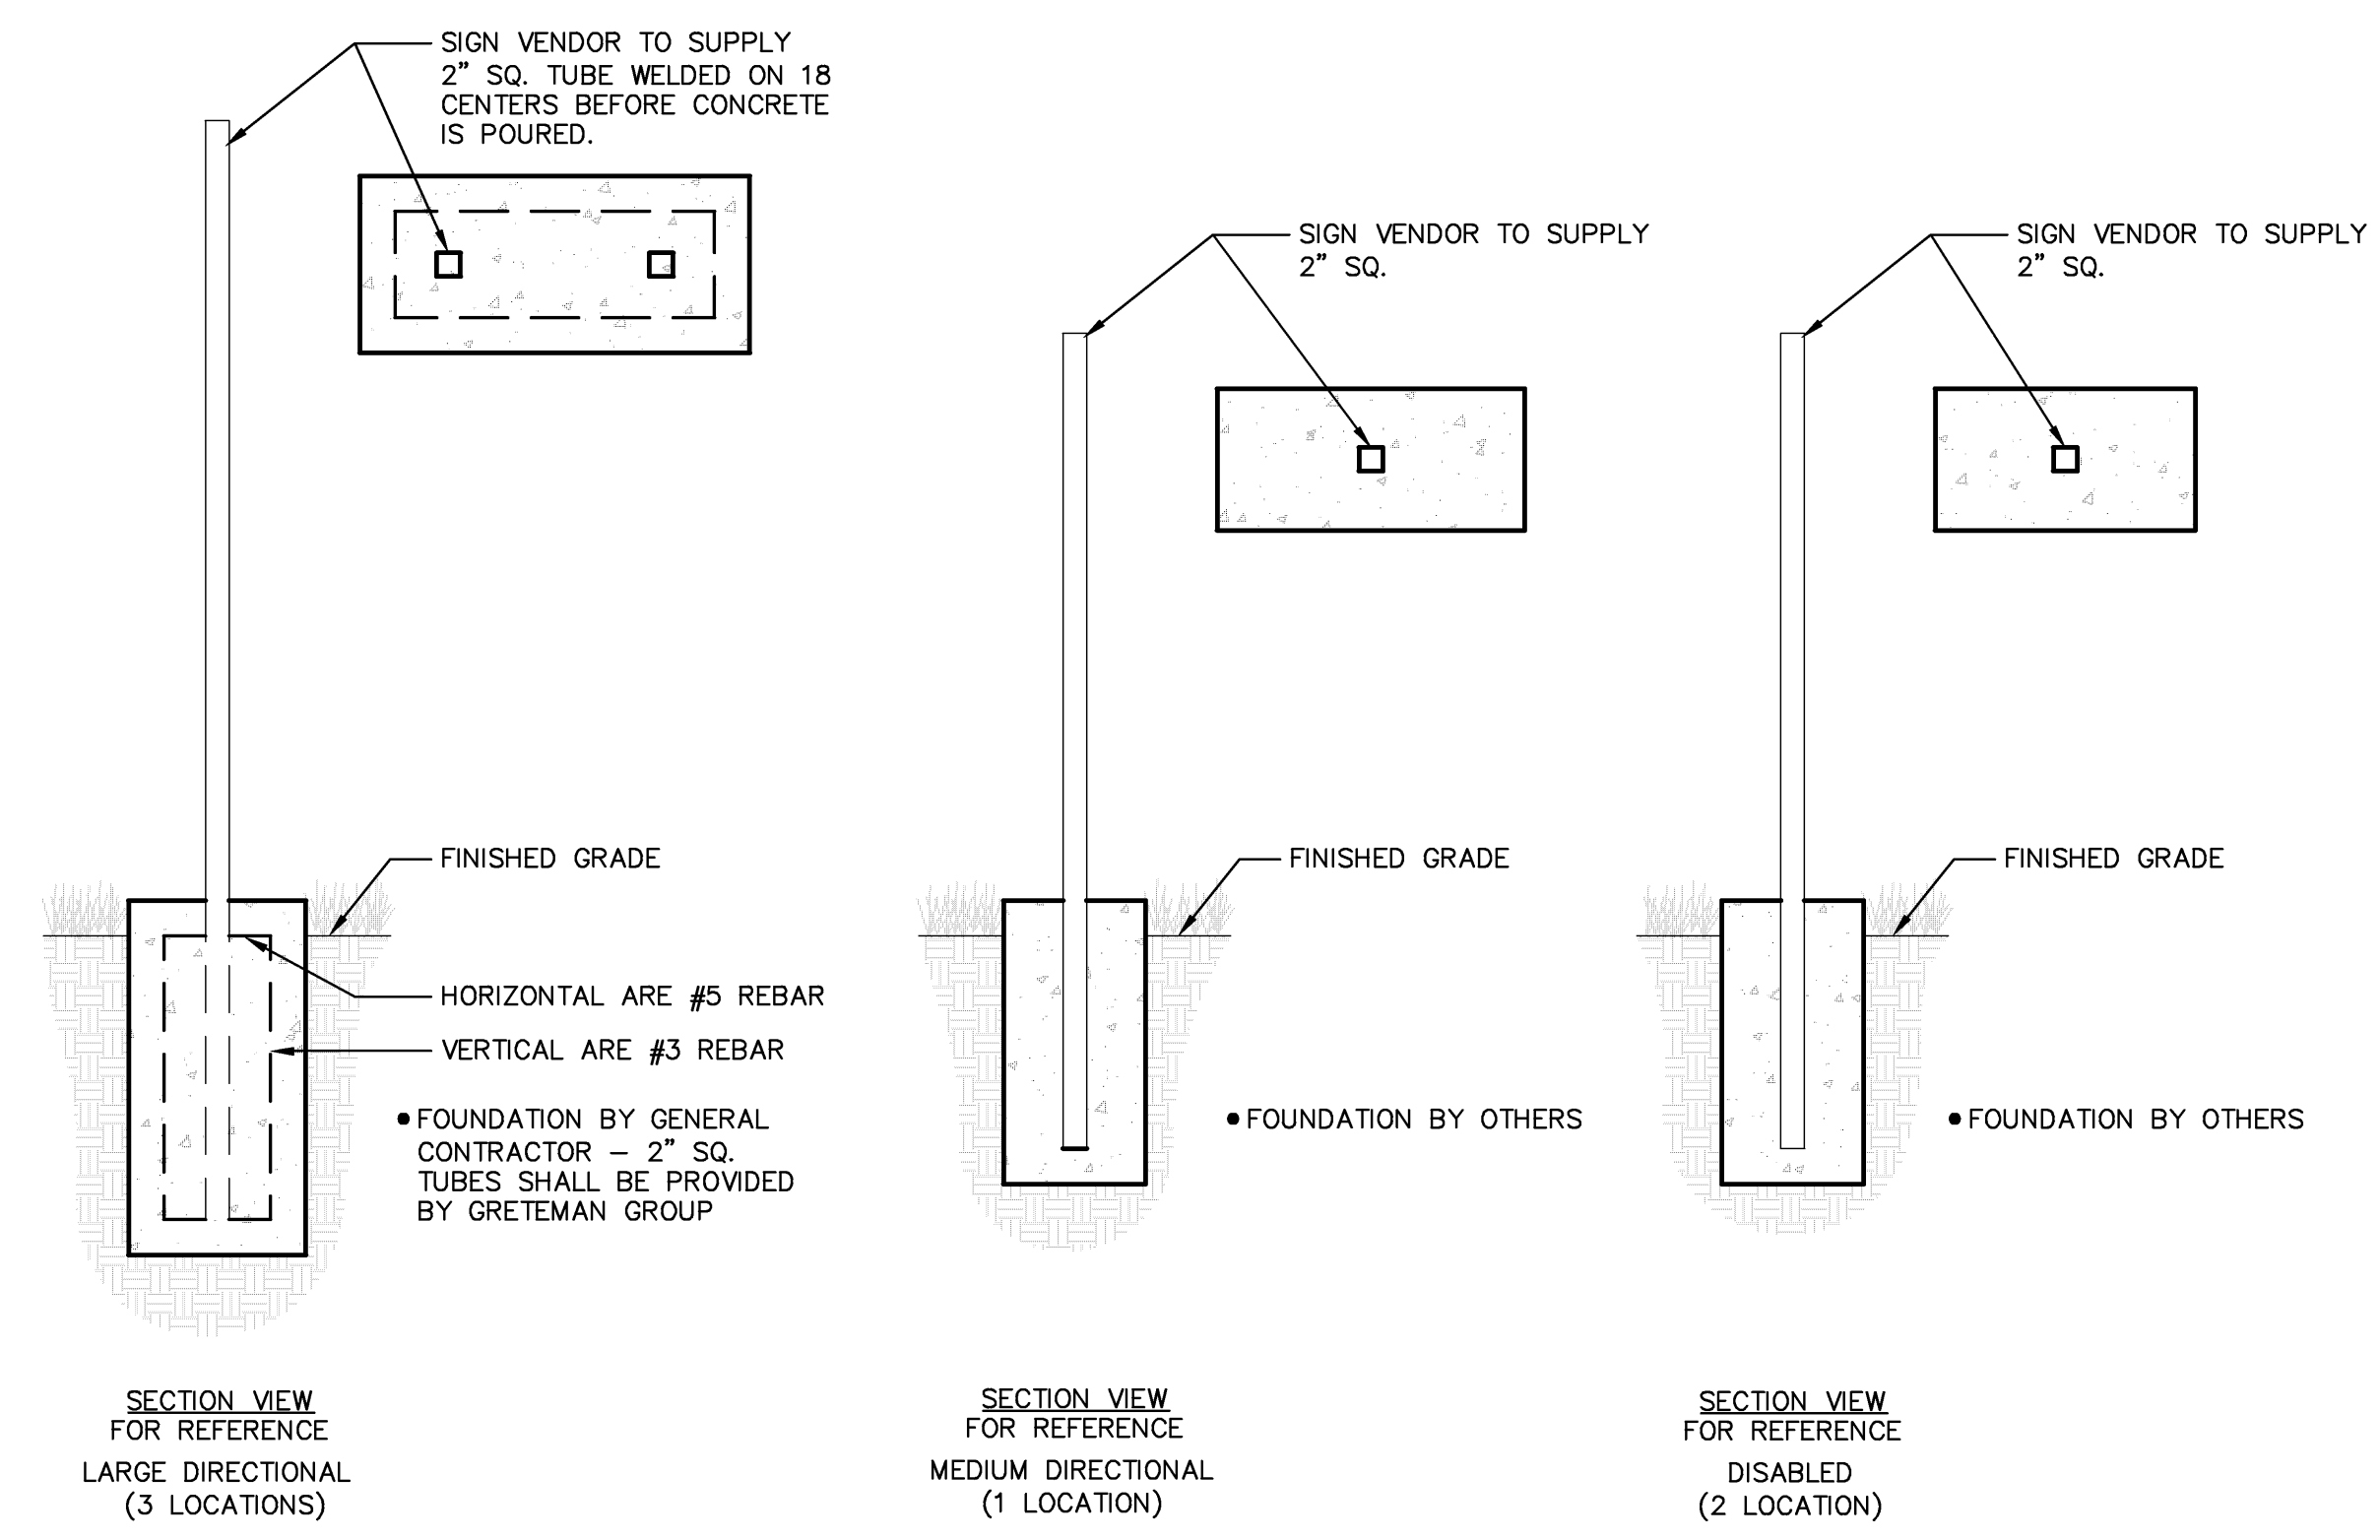 SIGN VENDOR TO SUPPLY
2" SQ. TUBE WELDED ON 18
CENTERS BEFORE CONCRETE
IS POURED.
FINISHED GRADE
HORIZONTAL ARE #5 REBAR
VERTICAL ARE #3 REBAR
● FOUNDATION BY GENERAL
CONTRACTOR – 2" SQ.
TUBES SHALL BE PROVIDED
BY GRETEMAN GROUP
SECTION VIEW
FOR REFERENCE
LARGE DIRECTIONAL
(3 LOCATIONS)
SIGN VENDOR TO SUPPLY
2" SQ.
FINISHED GRADE
● FOUNDATION BY OTHERS
SECTION VIEW
FOR REFERENCE
MEDIUM DIRECTIONAL
(1 LOCATION)
SIGN VENDOR TO SUPPLY
2" SQ.
FINISHED GRADE
● FOUNDATION BY OTHERS
SECTION VIEW
FOR REFERENCE
DISABLED
(2 LOCATION)